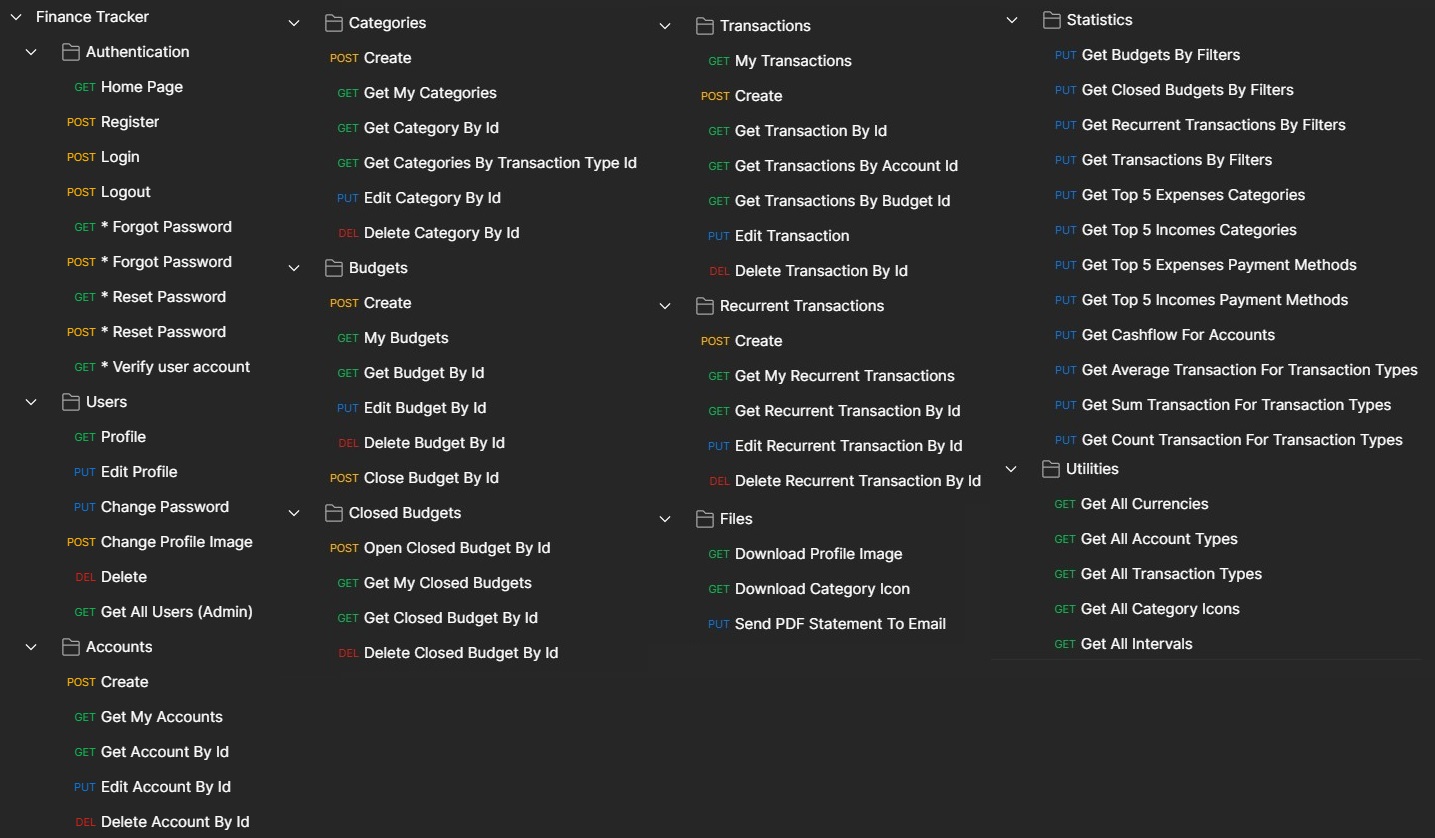 Finance Tracker
Authentication
GET Home Page
POST Register
POST Login
POST Logout
GET * Forgot Password
POST * Forgot Password
GET * Reset Password
POST * Reset Password
GET * Verify user account
Users
GET Profile
PUT Edit Profile
PUT Change Password
POST Change Profile Image
DEL Delete
GET Get All Users (Admin)
Accounts
POST Create
GET Get My Accounts
GET Get Account By Id
PUT Edit Account By Id
DEL Delete Account By Id
Categories
POST Create
GET Get My Categories
GET Get Category By Id
GET Get Categories By Transaction Type Id
PUT Edit Category By Id
DEL Delete Category By Id
Budgets
POST Create
GET My Budgets
GET Get Budget By Id
PUT Edit Budget By Id
DEL Delete Budget By Id
POST Close Budget By Id
Closed Budgets
POST Open Closed Budget By Id
GET Get My Closed Budgets
GET Get Closed Budget By Id
DEL Delete Closed Budget By Id
Transactions
GET My Transactions
POST Create
GET Get Transaction By Id
GET Get Transactions By Account Id
GET Get Transactions By Budget Id
PUT Edit Transaction
DEL Delete Transaction By Id
Recurrent Transactions
POST Create
GET Get My Recurrent Transactions
GET Get Recurrent Transaction By Id
PUT Edit Recurrent Transaction By Id
DEL Delete Recurrent Transaction By Id
Files
GET Download Profile Image
GET Download Category Icon
PUT Send PDF Statement To Email
Statistics
PUT Get Budgets By Filters
PUT Get Closed Budgets By Filters
PUT Get Recurrent Transactions By Filters
PUT Get Transactions By Filters
PUT Get Top 5 Expenses Categories
PUT Get Top 5 Incomes Categories
PUT Get Top 5 Expenses Payment Methods
PUT Get Top 5 Incomes Payment Methods
PUT Get Cashflow For Accounts
PUT Get Average Transaction For Transaction Types
PUT Get Sum Transaction For Transaction Types
PUT Get Count Transaction For Transaction Types
Utilities
GET Get All Currencies
GET Get All Account Types
GET Get All Transaction Types
GET Get All Category Icons
GET Get All Intervals